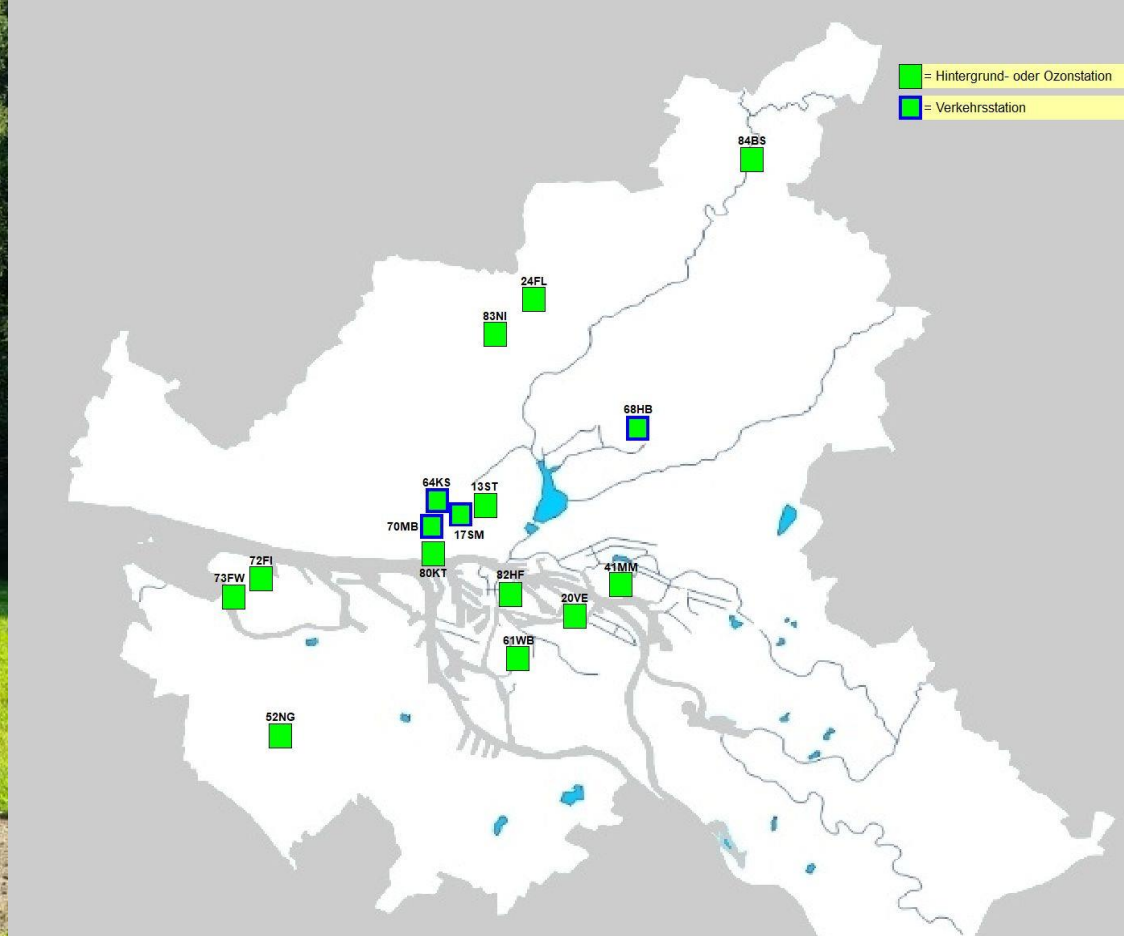 = Hintergrund- oder Ozonstation
= Verkehrsstation
84BS
24FL
83NI
68HB
64KS
13ST
70MB
17SM
72FI
80KT
73FW
82HF
41MM
20VE
61WB
52NG